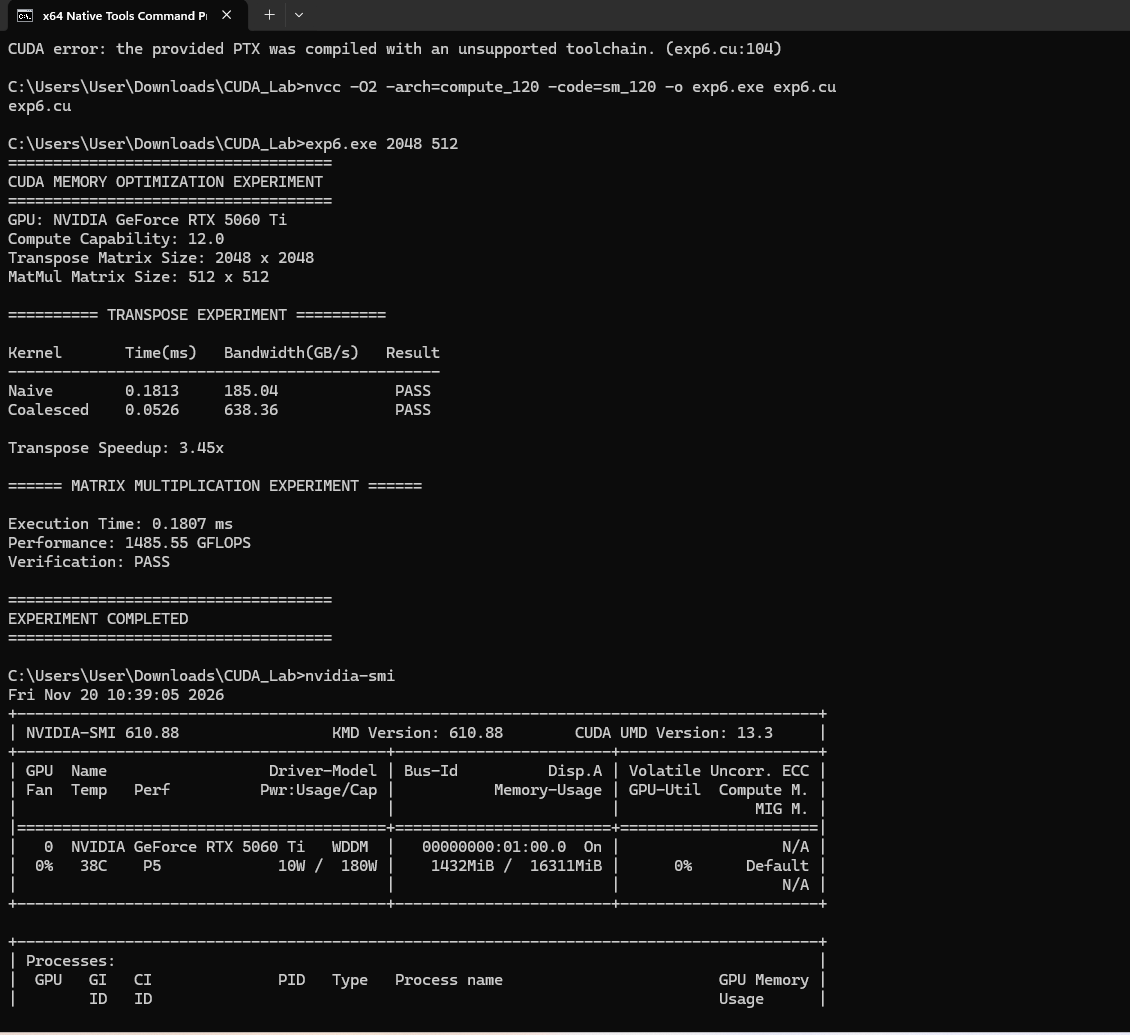 x64 Native Tools Command P
CUDA error: the provided PTX was compiled with an unsupported toolchain. (exp6.cu:104)
C:\Users\User\Downloads\CUDA_Lab>nvcc -O2 -arch=compute_120 -code=sm_120 -o exp6.exe exp6.cu
exp6.cu
C:\Users\User\Downloads\CUDA_Lab>exp6.exe 2048 512
====================================
CUDA MEMORY OPTIMIZATION EXPERIMENT
====================================
GPU: NVIDIA GeForce RTX 5060 Ti
Compute Capability: 12.0
Transpose Matrix Size: 2048 x 2048
MatMul Matrix Size: 512 x 512
========== TRANSPOSE EXPERIMENT ==========
Kernel       Time(ms)   Bandwidth(GB/s)   Result
------------------------------------------------
Naive        0.1813     185.04             PASS
Coalesced    0.0526     638.36             PASS
Transpose Speedup: 3.45x
====== MATRIX MULTIPLICATION EXPERIMENT ======
Execution Time: 0.1807 ms
Performance: 1485.55 GFLOPS
Verification: PASS
====================================
EXPERIMENT COMPLETED
====================================
C:\Users\User\Downloads\CUDA_Lab>nvidia-smi
Fri Nov 20 10:39:05 2026
+-----------------------------------------------------------------------------------------+
| NVIDIA-SMI 610.88                 KMD Version: 610.88        CUDA UMD Version: 13.3     |
+-----------------------------------------+------------------------+----------------------+
| GPU  Name                  Driver-Model | Bus-Id          Disp.A | Volatile Uncorr. ECC |
| Fan  Temp   Perf          Pwr:Usage/Cap |           Memory-Usage | GPU-Util  Compute M. |
|                                         |                        |               MIG M. |
|=========================================+========================+======================|
|   0  NVIDIA GeForce RTX 5060 Ti   WDDM  |   00000000:01:00.0  On |                  N/A |
|  0%   38C    P5             10W /  180W |    1432MiB /  16311MiB |      0%      Default |
|                                         |                        |                  N/A |
+-----------------------------------------+------------------------+----------------------+
+-----------------------------------------------------------------------------------------+
| Processes:                                                                              |
|  GPU   GI   CI              PID   Type   Process name                        GPU Memory |
|        ID   ID                                                               Usage      |